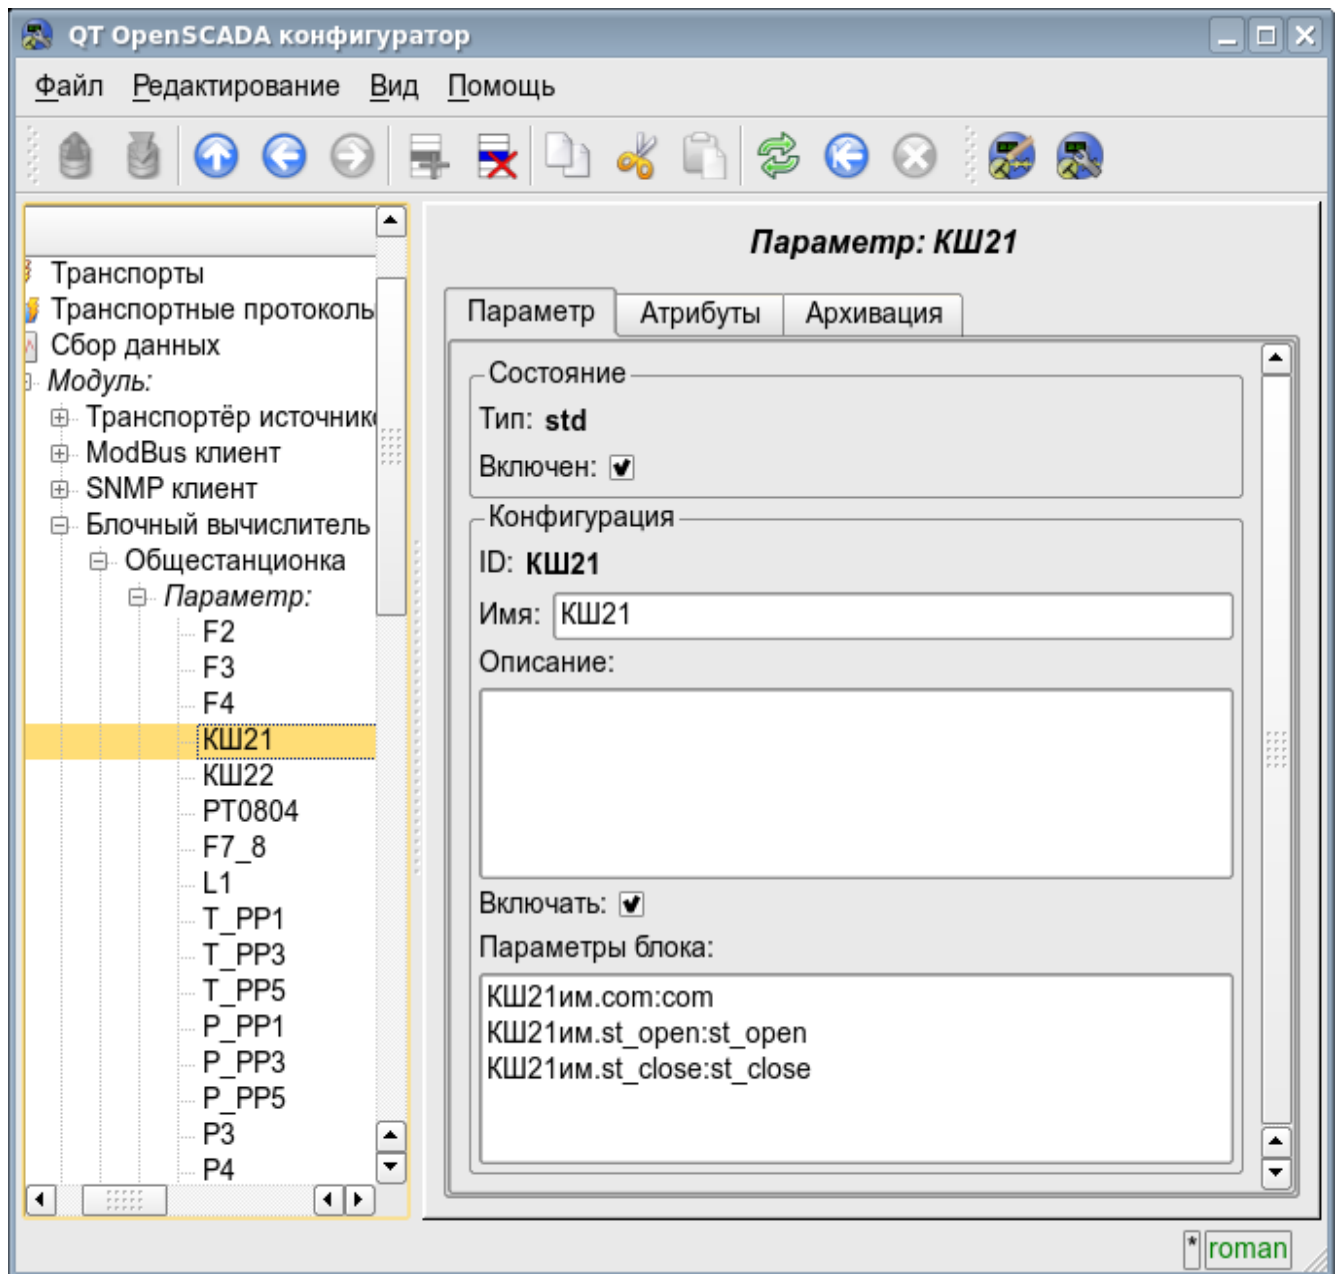 QT OpenSCADA конфигуратор
Файл Редактирование Вид Помощь
Транспорты
Транспортные протоколы
Сбор данных
Модуль:
Транспортёр источнико
ModBus клиент
SNMP клиент
Блочный вычислитель
Общестанционка
Параметр:
F2
F3
F4
КШ21
КШ22
PT0804
F7_8
L1
T_PP1
T_PP3
T_PP5
P_PP1
P_PP3
P_PP5
P3
P4
Параметр: КШ21
Параметр Атрибуты Архивация
Состояние
Тип: std
Включен:
Конфигурация
ID: КШ21
Имя: КШ21
Описание:
Включать:
Параметры блока:
КШ21им.com:com
КШ21им.st_open:st_open
КШ21им.st_close:st_close
* roman